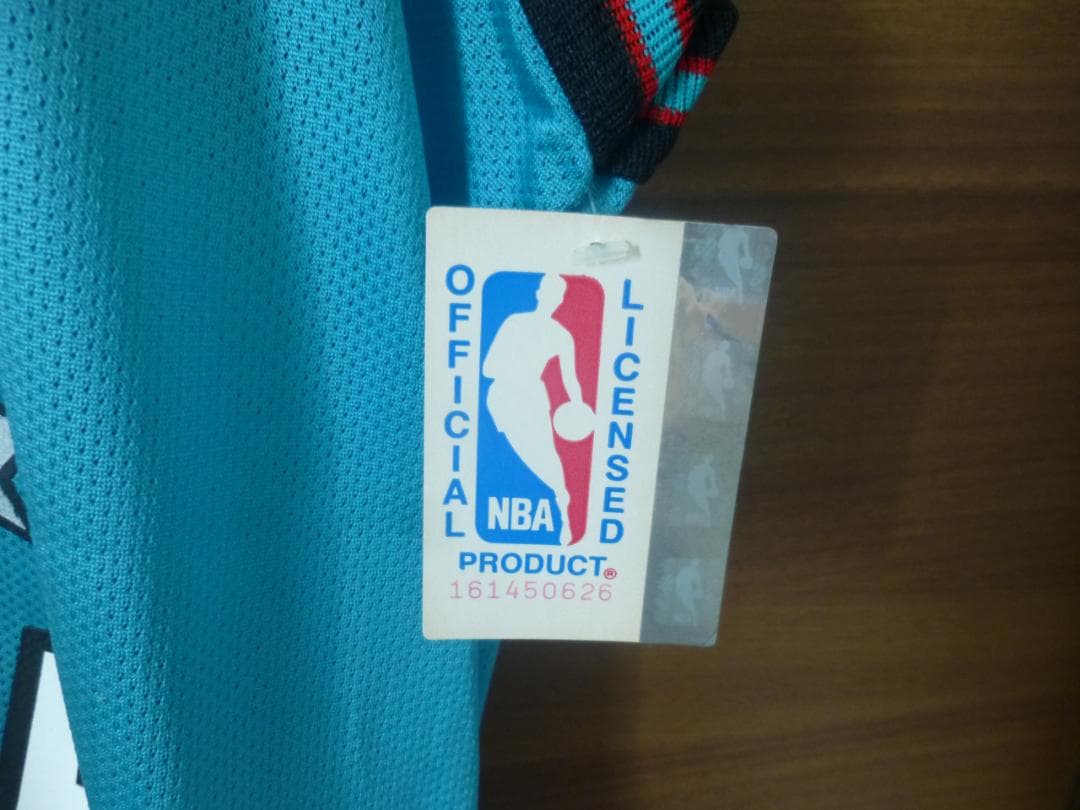 OFFICIAL
LICENSED
NBA
PRODUCT®
161450626